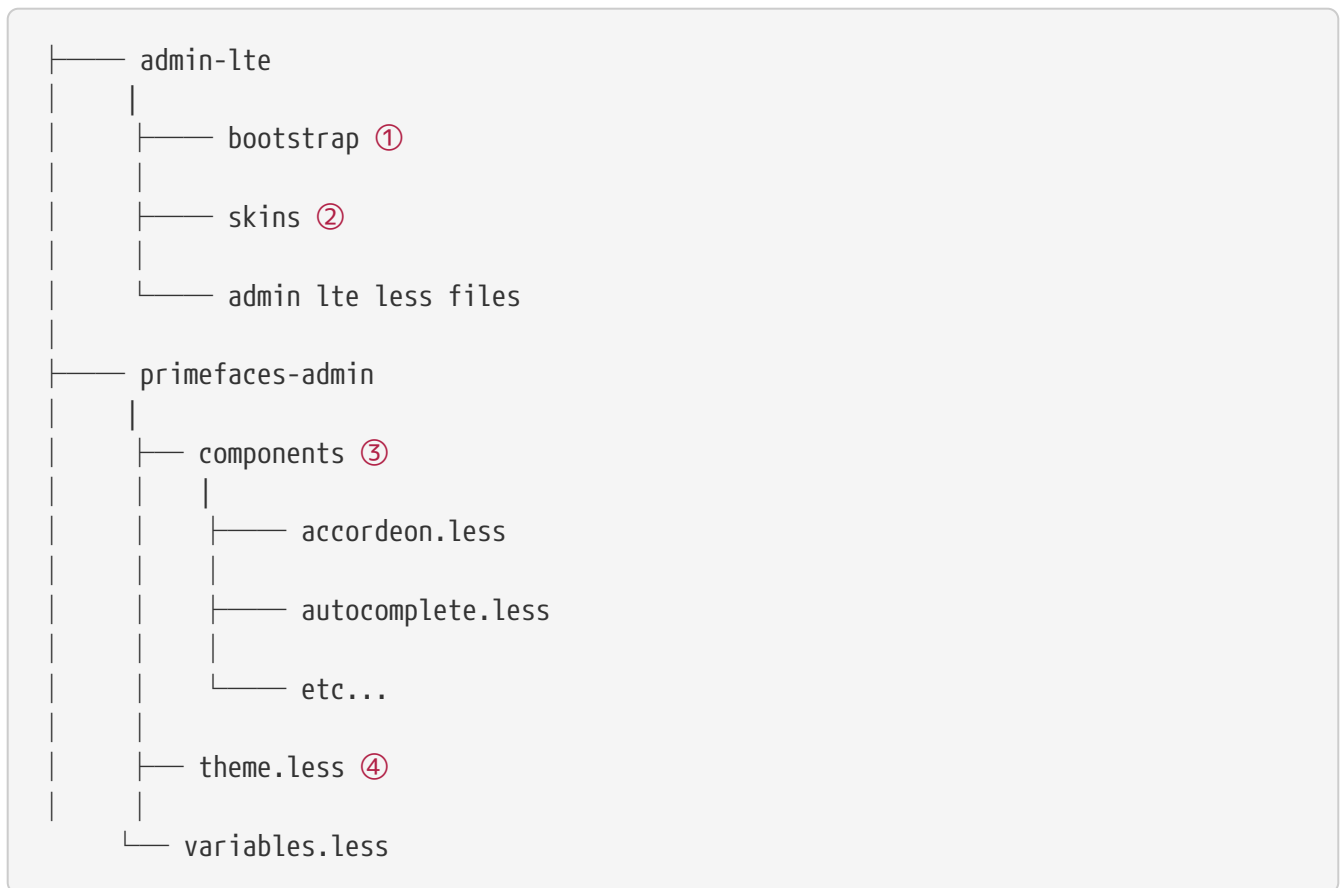 ├──── admin-lte
│     |
│     ├──── bootstrap ①
│     │
│     ├──── skins ②
│     │
│     └──── admin lte less files
│
├──── primefaces-admin
│     |
│     ├─── components ③
│     │    |
│     │    ├──── accordeon.less
│     │    │
│     │    ├──── autocomplete.less
│     │    │
│     │    └──── etc...
│     │
│     ├─── theme.less ④
│     │
     └─── variables.less